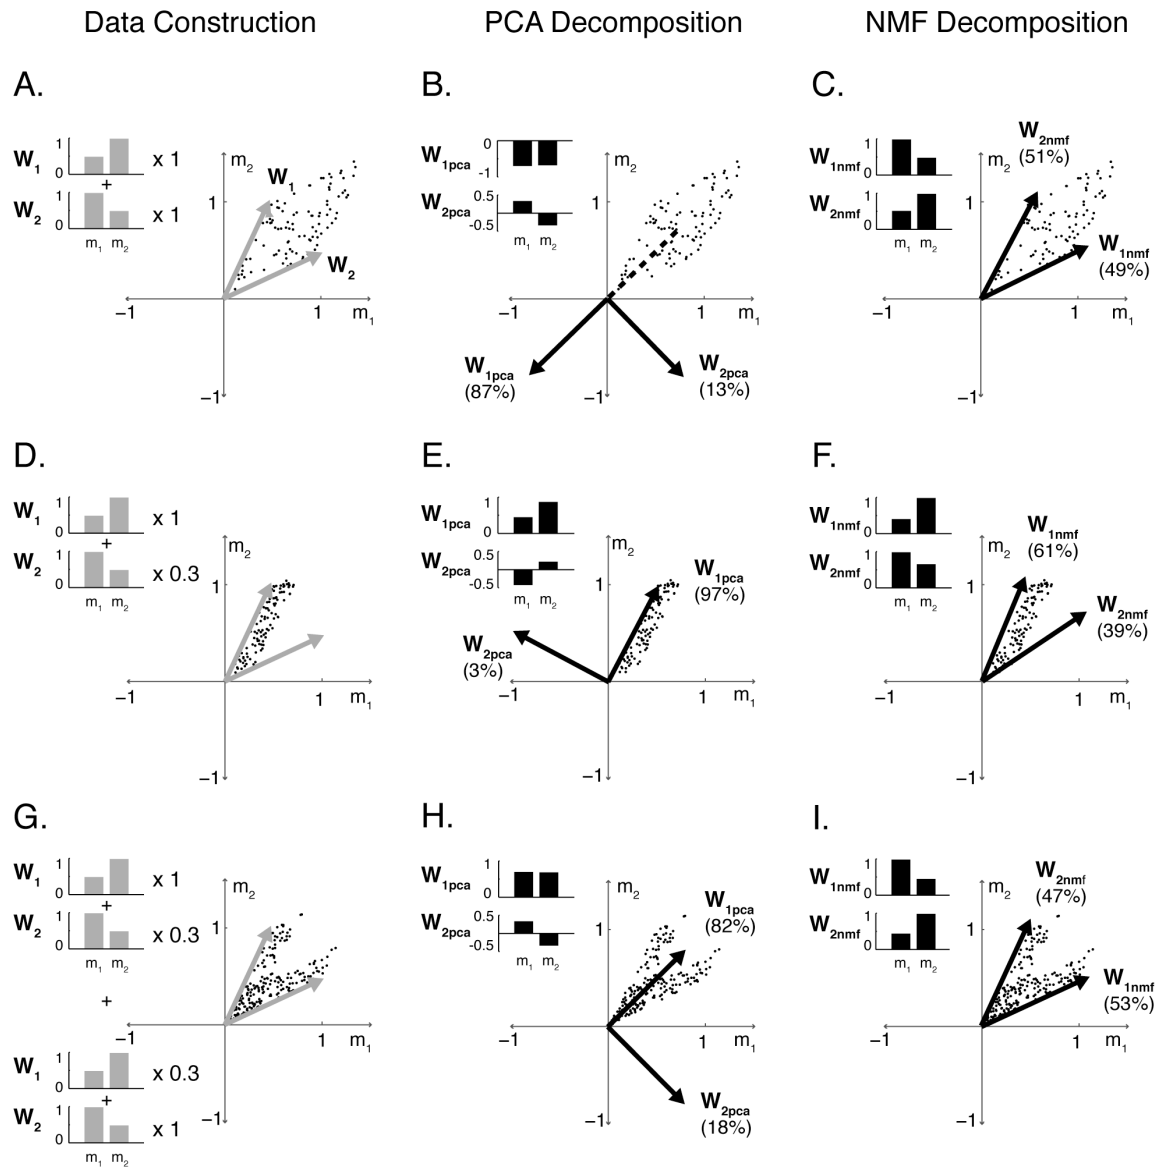 Data Construction PCA Decomposition NMF Decomposition
A.
W1
1
0
x 1
+
W2
1
0
x 1
m1 m2
m2
1
W1
W2
−1
1
m1
−1
B.
W1pca
0
-1
W2pca
0.5
-0.5
m1 m2
m2
1
−1
1
m1
W1pca
(87%)
W2pca
(13%)
−1
C.
W1nmf
1
0
W2nmf
1
0
m1 m2
m2
1
W2nmf
(51%)
W1nmf
(49%)
−1
1
m1
−1
D.
W1
1
0
x 1
+
W2
1
0
x 0.3
m1 m2
m2
1
−1
1
m1
−1
E.
W1pca
1
0
W2pca
0.5
-0.5
m1 m2
m2
1
W1pca
(97%)
W2pca
(3%)
−1
1
m1
−1
F.
W1nmf
1
0
W2nmf
1
0
m1 m2
m2
1
W1nmf
(61%)
W2nmf
(39%)
−1
1
m1
−1
G.
W1
1
0
x 1
+
W2
1
0
x 0.3
m1 m2
+
W1
1
0
x 0.3
+
W2
1
0
x 1
m1 m2
m2
1
−1
1
m1
−1
H.
W1pca
1
0
W2pca
0.5
-0.5
m1 m2
m2
1
W1pca
(82%)
−1
1
m1
W2pca
(18%)
−1
I.
W1nmf
1
0
W2nmf
1
0
m1 m2
m2
1
W2nmf
(47%)
W1nmf
(53%)
−1
1
m1
−1